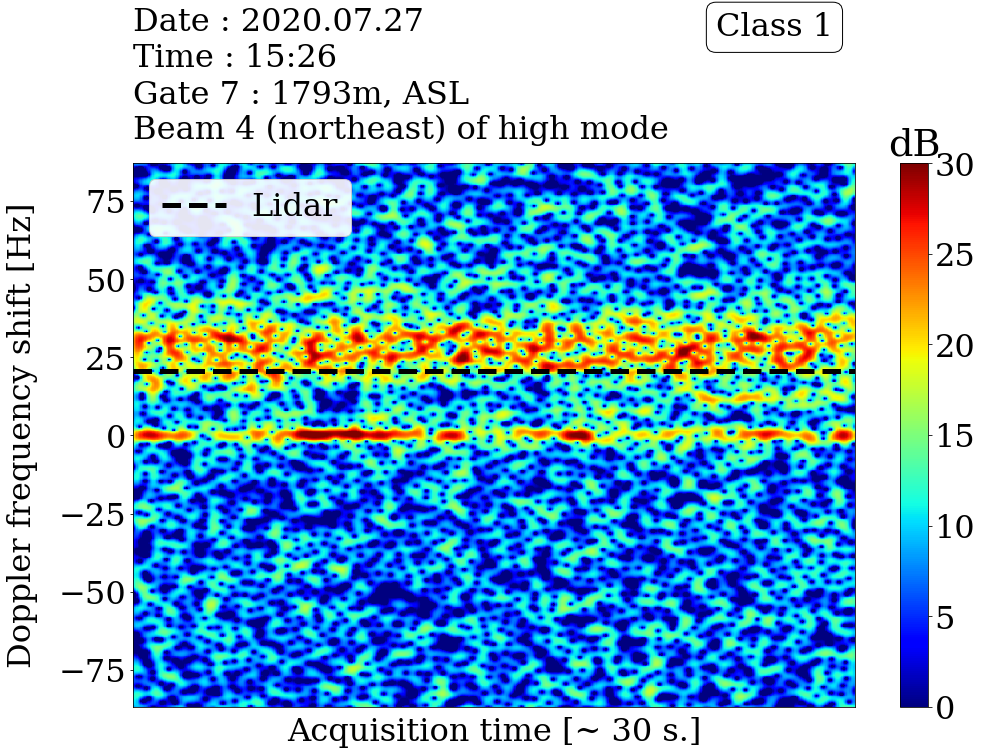 Date : 2020.07.27
Time : 15:26
Gate 7 : 1793m, ASL
Beam 4 (northeast) of high mode
Class 1
dB
Lidar
Doppler frequency shift [Hz]
75
50
25
0
−25
−50
−75
30
25
20
15
10
5
0
Acquisition time [~ 30 s.]